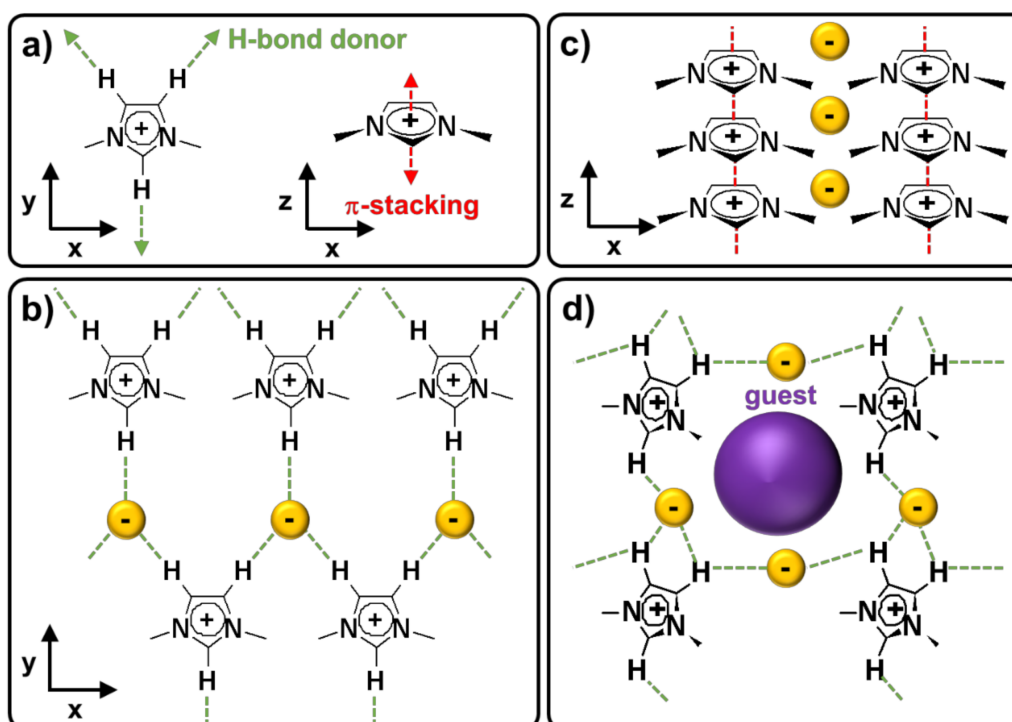 a)
H-bond donor
H H
+
N N
H
y
x
+
N N
z
x
π-stacking
c)
-
+ +
N N N N
-
+ +
N N N N
-
+ +
N N N N
z
x
b)
H H H H H H
+ + +
N N N N N N
H H H
- - -
H H H H
+ +
N N N N
H H
y
x
d)
H H H H
-
guest
N + N +
N N
H H
- -
H H H H
-
N + N +
N N
H H